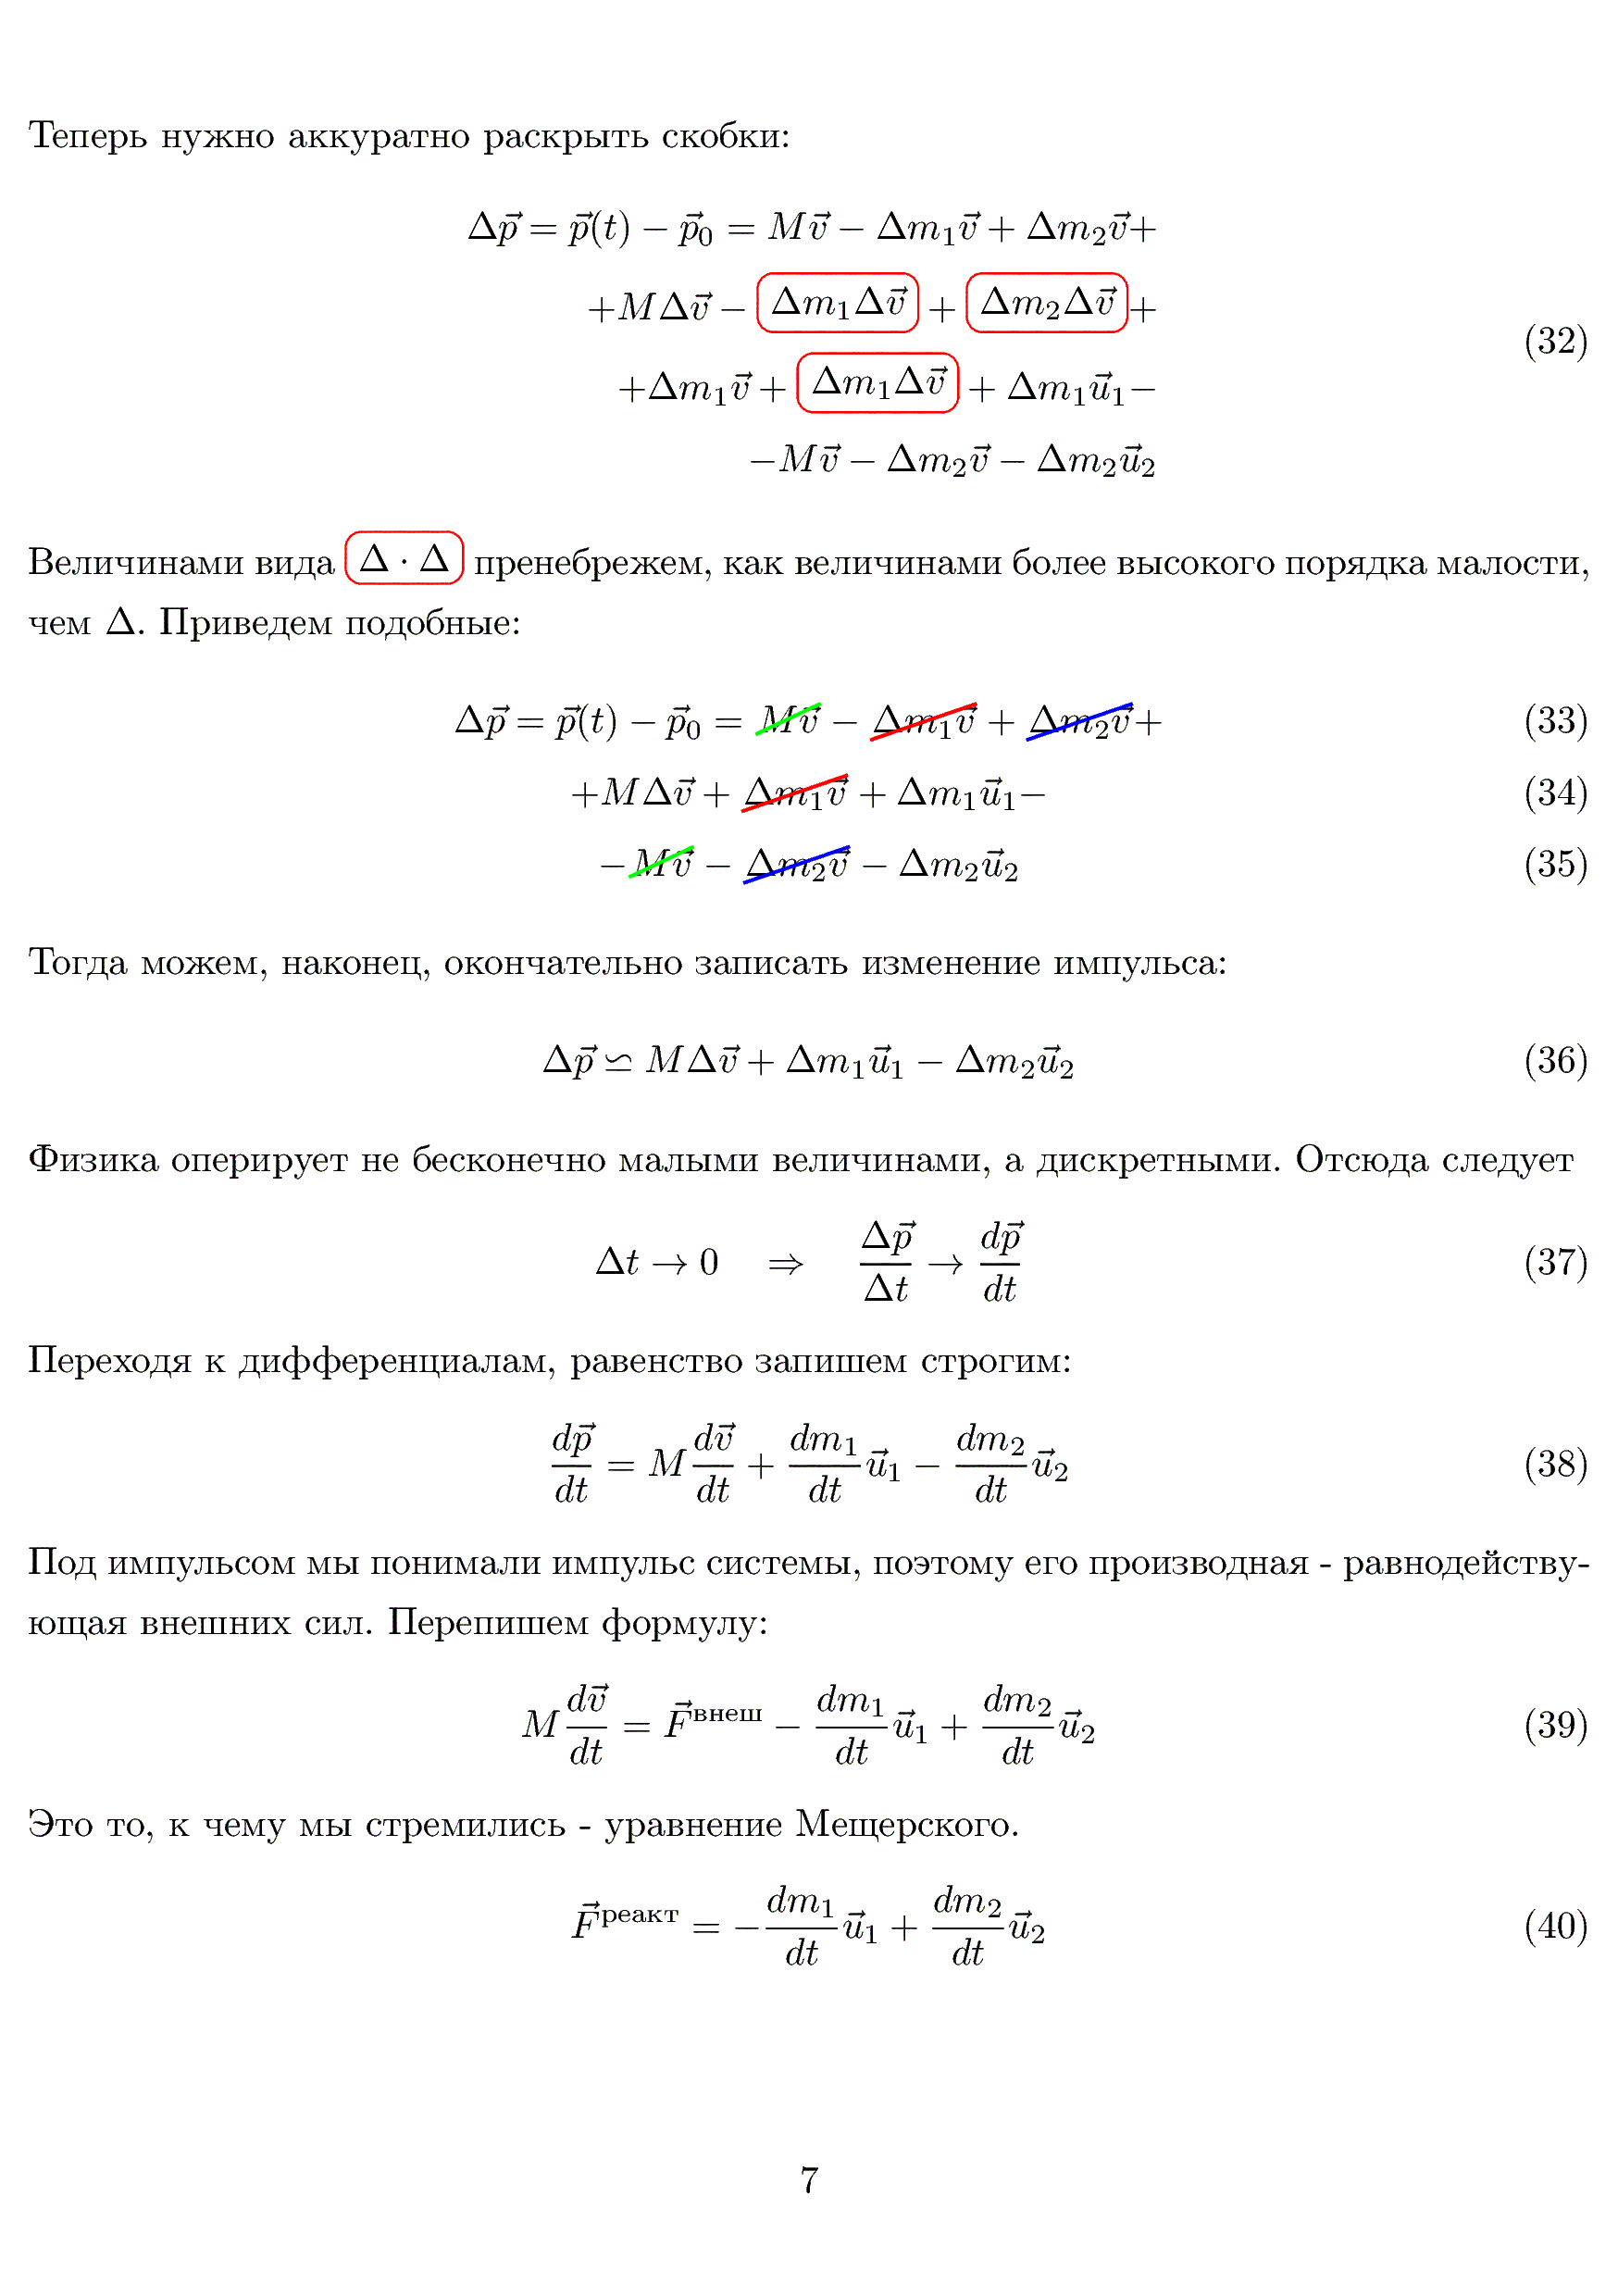 Теперь нужно аккуратно раскрыть скобки:
$\Delta \vec{p} = \vec{p}(t) - \vec{p}_0 = M\vec{v} - \Delta m_1 \vec{v} + \Delta m_2 \vec{v} +$
$+ M\Delta \vec{v} - \boxed{\Delta m_1 \Delta \vec{v}} + \boxed{\Delta m_2 \Delta \vec{v}} +$
(32)
$+ \Delta m_1 \vec{v} + \boxed{\Delta m_1 \Delta \vec{v}} + \Delta m_1 \vec{u}_1 -$
$- M\vec{v} - \Delta m_2 \vec{v} - \Delta m_2 \vec{u}_2$
Величинами вида $\boxed{\Delta \cdot \Delta}$ пренебрежем, как величинами более высокого порядка малости,
чем Δ. Приведем подобные:
$\Delta \vec{p} = \vec{p}(t) - \vec{p}_0 = \cancel{M\vec{v}} - \cancel{\Delta m_1 \vec{v}} + \cancel{\Delta m_2 \vec{v}} +$ (33)
$+ M\Delta \vec{v} + \cancel{\Delta m_1 \vec{v}} + \Delta m_1 \vec{u}_1 -$ (34)
$- \cancel{M\vec{v}} - \cancel{\Delta m_2 \vec{v}} - \Delta m_2 \vec{u}_2$ (35)
Тогда можем, наконец, окончательно записать изменение импульса:
$\Delta \vec{p} \backsimeq M\Delta \vec{v} + \Delta m_1 \vec{u}_1 - \Delta m_2 \vec{u}_2$ (36)
Физика оперирует не бесконечно малыми величинами, а дискретными. Отсюда следует
$\Delta t \to 0 \quad \Rightarrow \quad \frac{\Delta \vec{p}}{\Delta t} \to \frac{d\vec{p}}{dt}$ (37)
Переходя к дифференциалам, равенство запишем строгим:
$\frac{d\vec{p}}{dt} = M\frac{d\vec{v}}{dt} + \frac{dm_1}{dt}\vec{u}_1 - \frac{dm_2}{dt}\vec{u}_2$ (38)
Под импульсом мы понимали импульс системы, поэтому его производная - равнодейству-
ющая внешних сил. Перепишем формулу:
$M\frac{d\vec{v}}{dt} = \vec{F}^{\text{внеш}} - \frac{dm_1}{dt}\vec{u}_1 + \frac{dm_2}{dt}\vec{u}_2$ (39)
Это то, к чему мы стремились - уравнение Мещерского.
$\vec{F}^{\text{реакт}} = -\frac{dm_1}{dt}\vec{u}_1 + \frac{dm_2}{dt}\vec{u}_2$ (40)
7